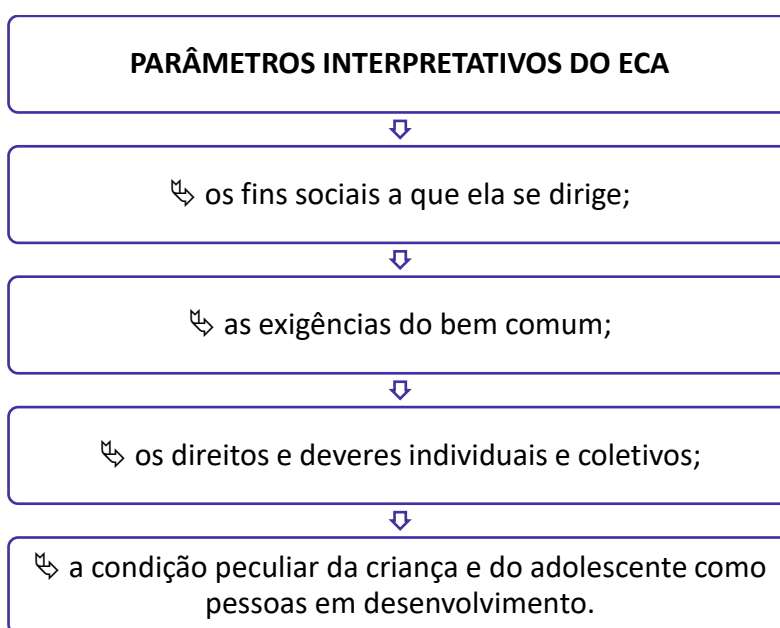 PARÂMETROS INTERPRETATIVOS DO ECA
↳ os fins sociais a que ela se dirige;
↳ as exigências do bem comum;
↳ os direitos e deveres individuais e coletivos;
↳ a condição peculiar da criança e do adolescente como
pessoas em desenvolvimento.